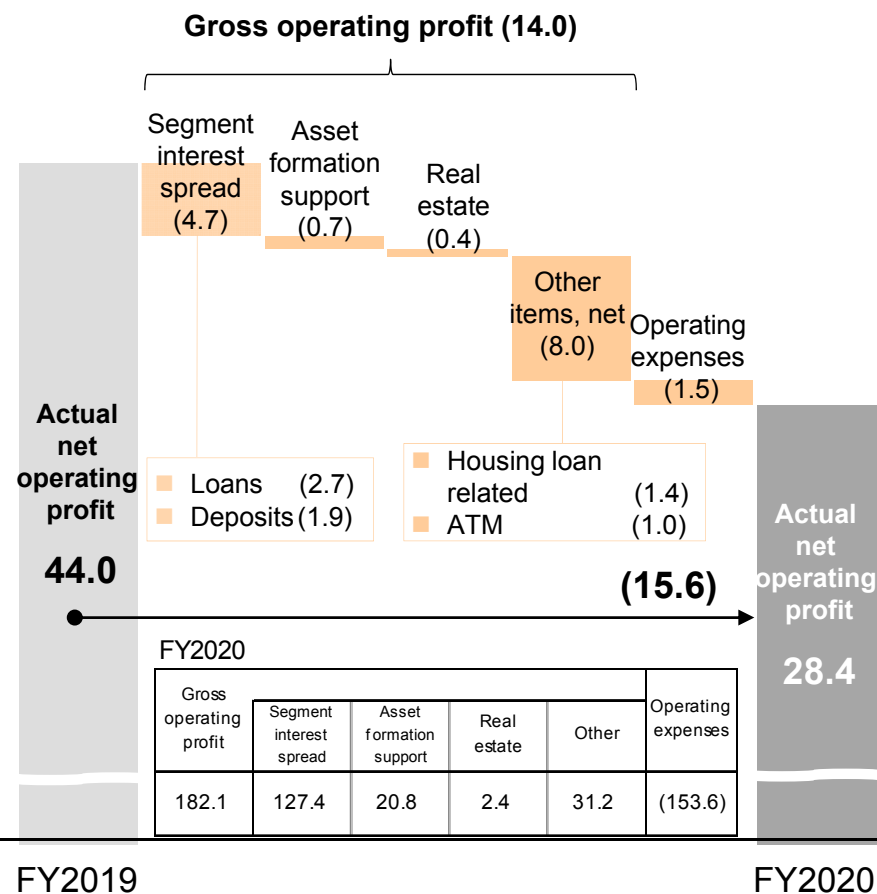 Gross operating profit (14.0)
Segment
interest
spread
(4.7)
Asset
formation
support
(0.7)
Real
estate
(0.4)
Other
items, net
(8.0)
Operating
expenses
(1.5)
Actual
net
operating
profit
44.0
Loans (2.7)
Deposits (1.9)
Housing loan
related (1.4)
ATM (1.0)
(15.6)
Actual
net
operating
profit
28.4
FY2020
Gross
operating
profit
Segment
interest
spread
Asset
formation
support
Real
estate
Other
Operating
expenses
182.1 127.4 20.8 2.4 31.2 (153.6)
FY2019 FY2020